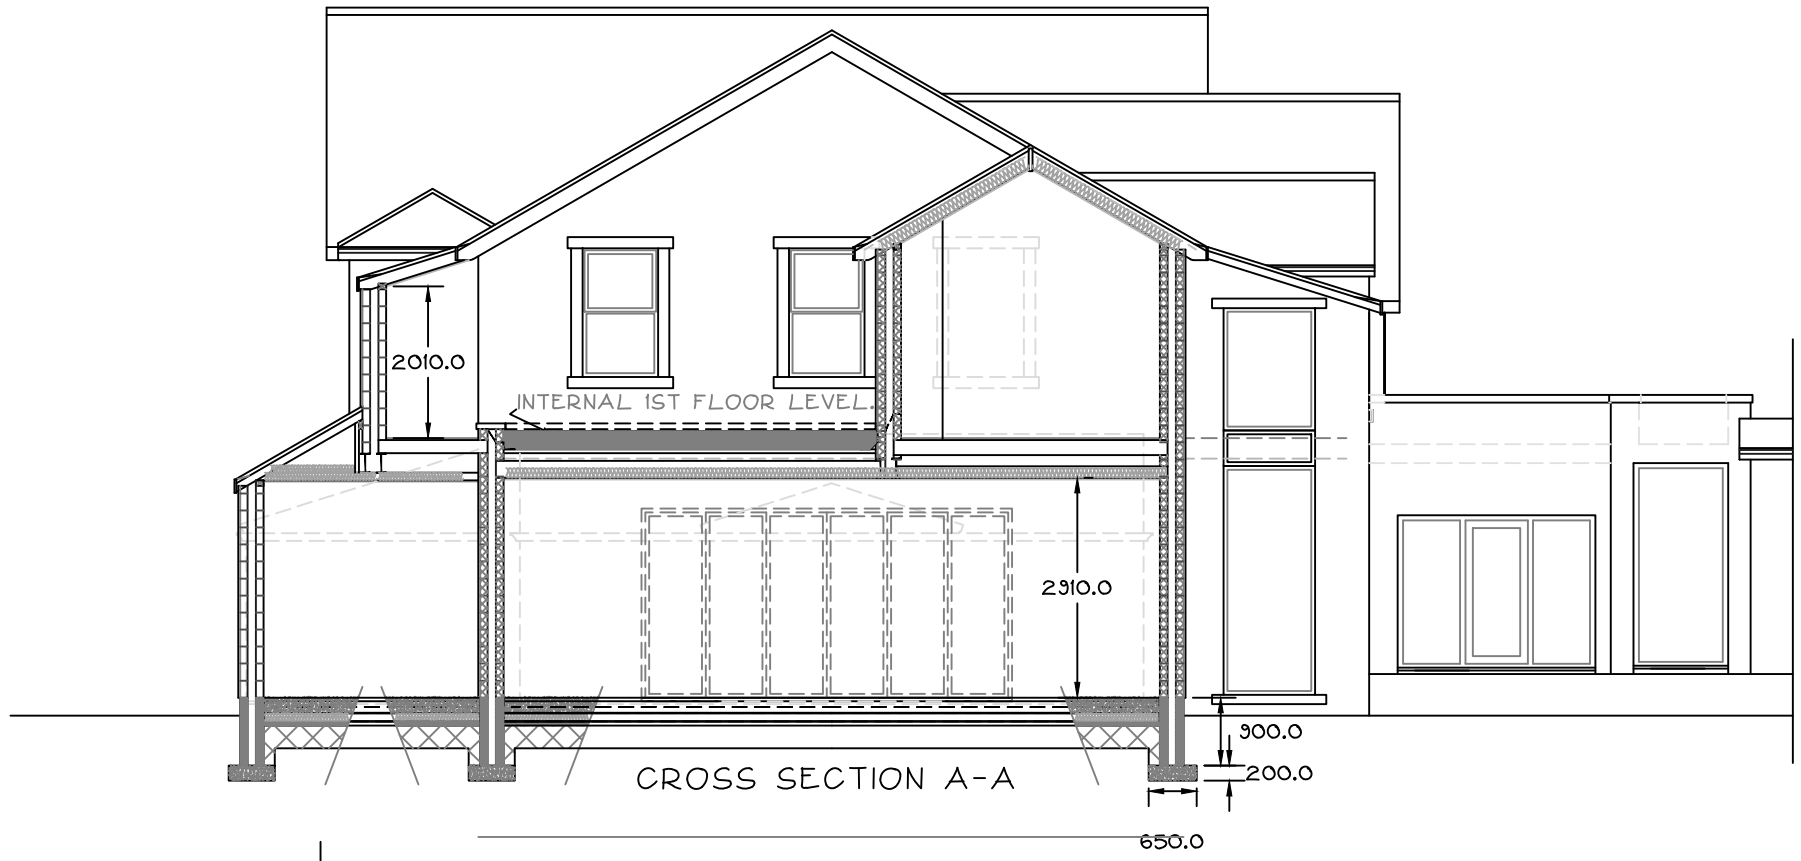 2010.0
INTERNAL 1ST FLOOR LEVEL.
2910.0
900.0
CROSS SECTION A-A
200.0
650.0